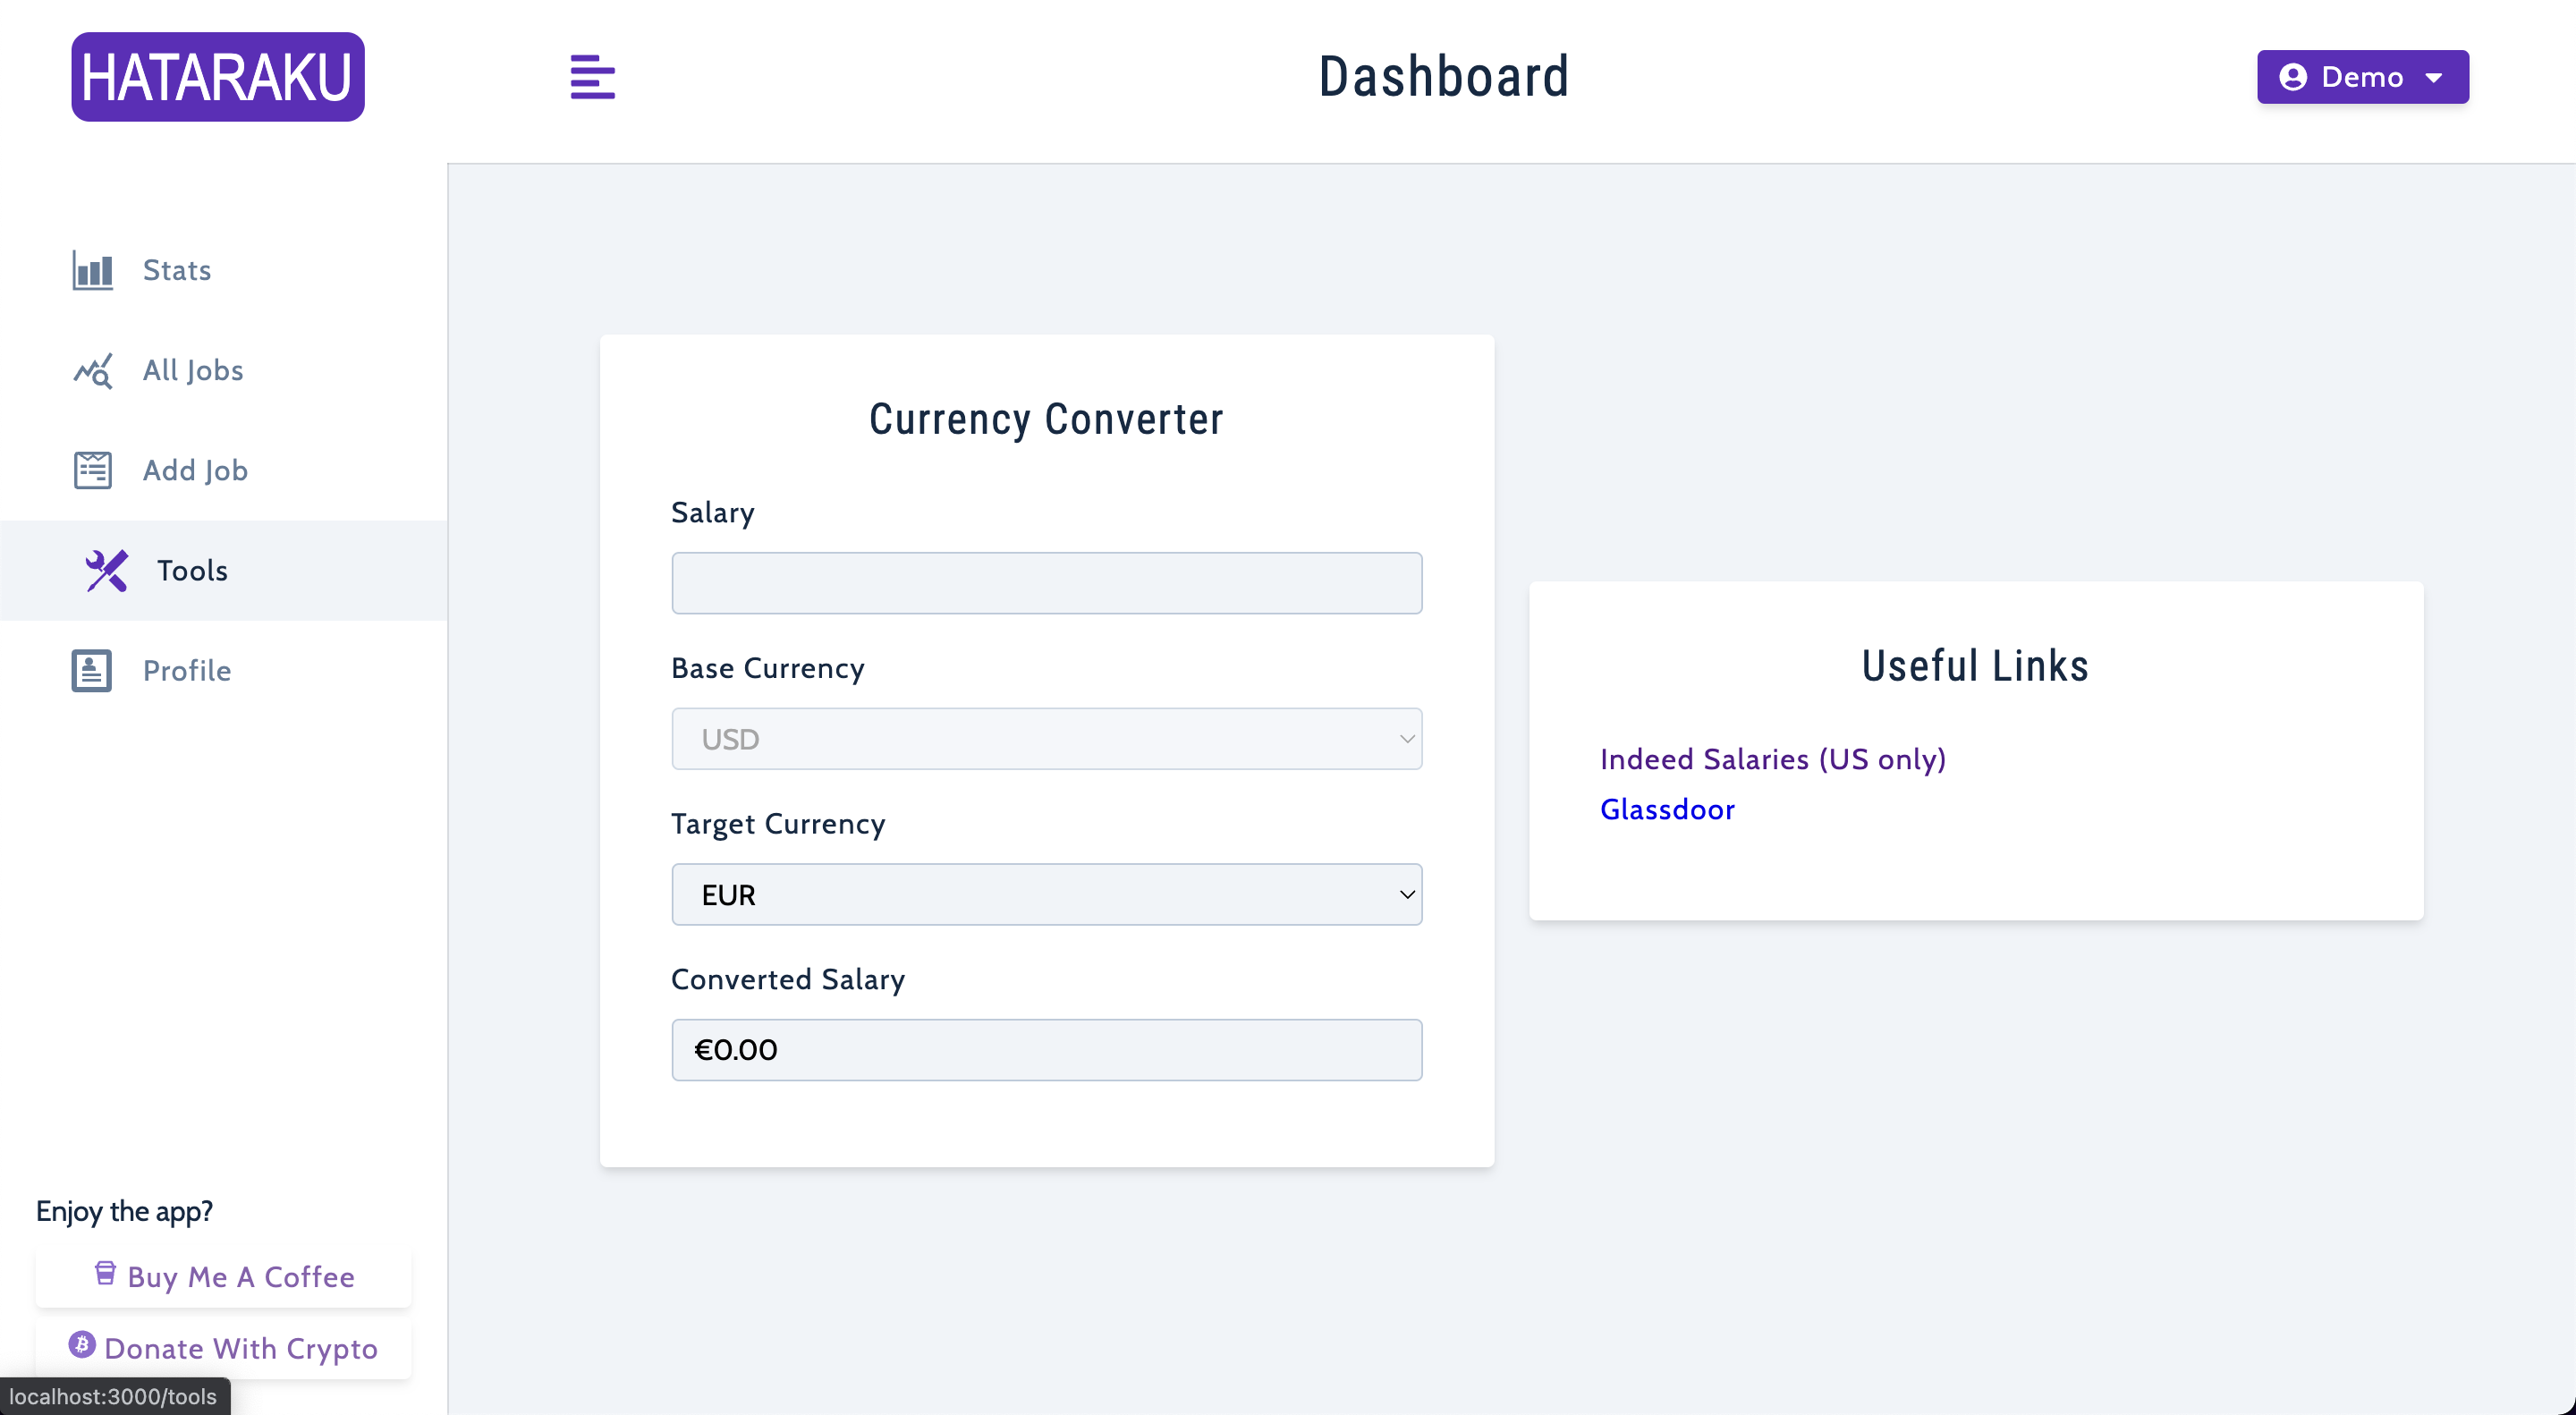 HATARAKU
Dashboard
Demo
Stats
All Jobs
Add Job
Tools
Profile
Currency Converter
Salary
Base Currency
USD
Target Currency
EUR
Converted Salary
€0.00
Useful Links
Indeed Salaries (US only)
Glassdoor
Enjoy the app?
Buy Me A Coffee
Donate With Crypto
localhost:3000/tools